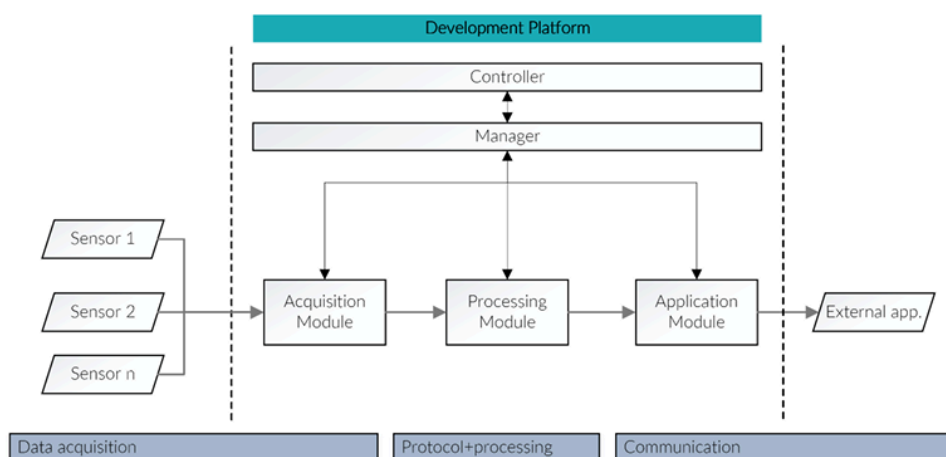 Development Platform
Controller
Manager
Sensor 1
Sensor 2
Sensor n
Acquisition
Module
Processing
Module
Application
Module
External app.
Data acquisition
Protocol+processing
Communication